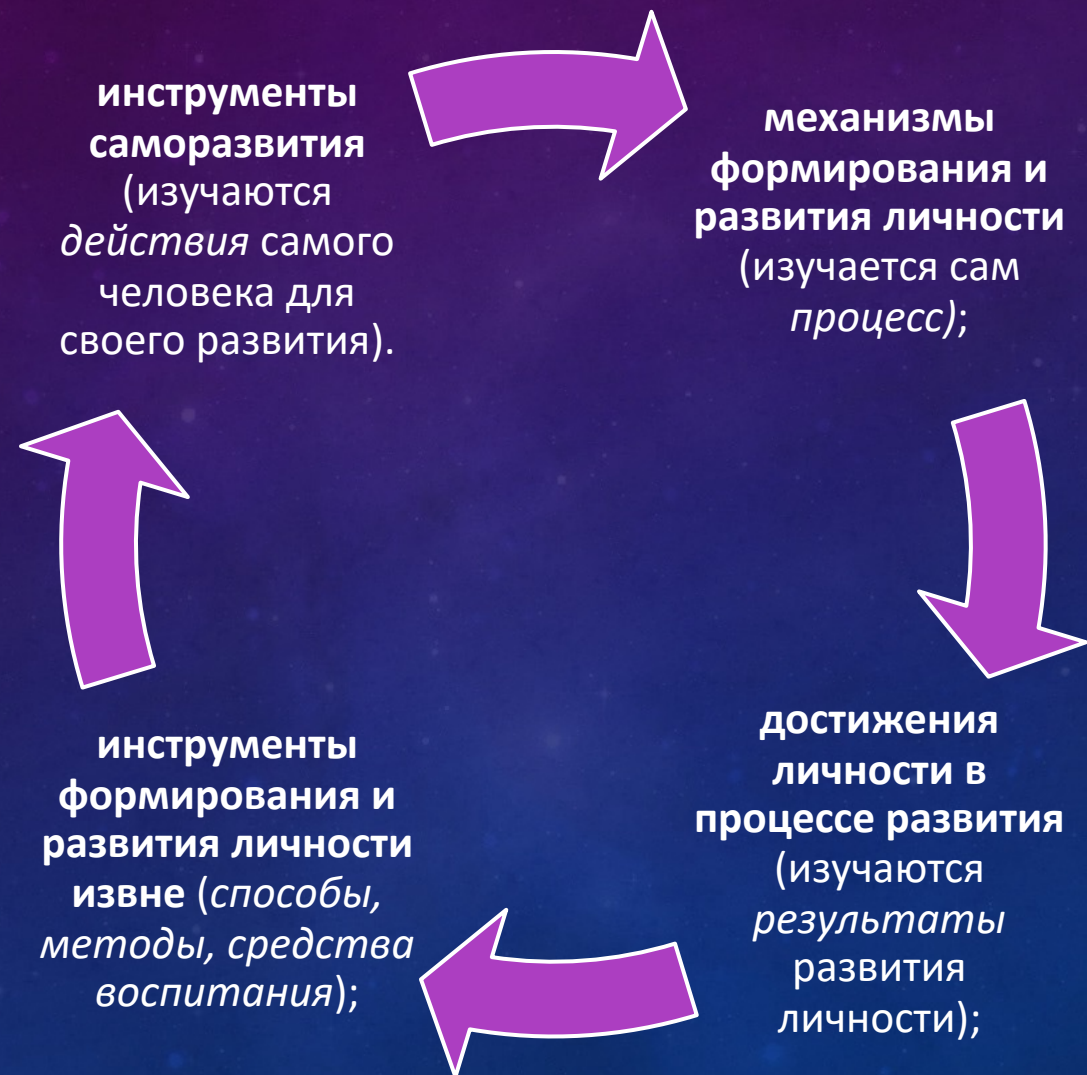 инструменты
саморазвития
(изучаются
действия самого
человека для
своего развития).
механизмы
формирования и
развития личности
(изучается сам
процесс);
достижения
личности в
процессе развития
(изучаются
результаты
развития
личности);
инструменты
формирования и
развития личности
извне (способы,
методы, средства
воспитания);